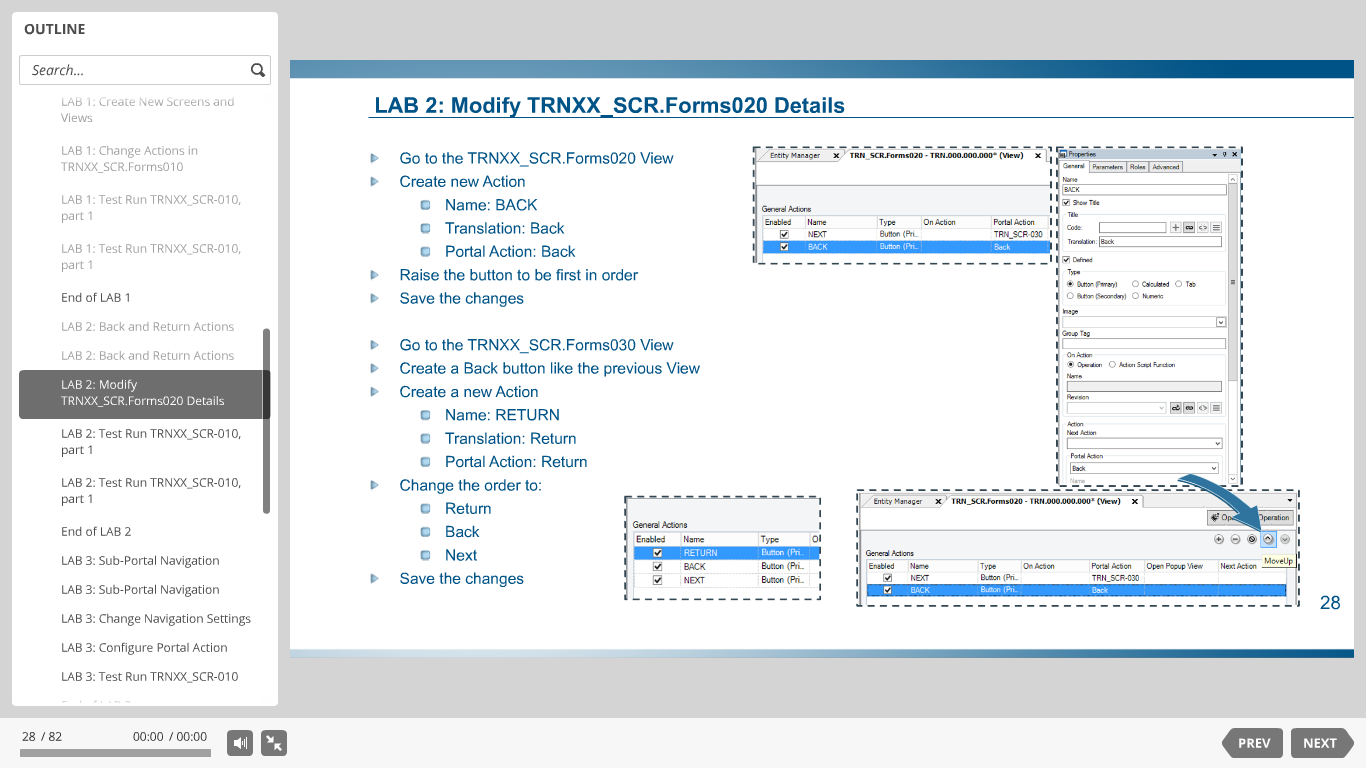 OUTLINE
Search...
LAB 1: Create New Screens and
Views
LAB 1: Change Actions in
TRNXX_SCR.Forms010
LAB 1: Test Run TRNXX_SCR-010,
part 1
LAB 1: Test Run TRNXX_SCR-010,
part 1
End of LAB 1
LAB 2: Back and Return Actions
LAB 2: Back and Return Actions
LAB 2: Modify
TRNXX_SCR.Forms020 Details
LAB 2: Test Run TRNXX_SCR-010,
part 1
LAB 2: Test Run TRNXX_SCR-010,
part 1
End of LAB 2
LAB 3: Sub-Portal Navigation
LAB 3: Sub-Portal Navigation
LAB 3: Change Navigation Settings
LAB 3: Configure Portal Action
LAB 3: Test Run TRNXX_SCR-010
LAB 2: Modify TRNXX_SCR.Forms020 Details
Go to the TRNXX_SCR.Forms020 View
Create new Action
Name: BACK
Translation: Back
Portal Action: Back
Raise the button to be first in order
Save the changes
Go to the TRNXX_SCR.Forms030 View
Create a Back button like the previous View
Create a new Action
Name: RETURN
Translation: Return
Portal Action: Return
Change the order to:
Return
Back
Next
Save the changes
Entity Manager TRN_SCR.Forms020 - TRN.000.000.000* (View)
General Actions
Enabled Name Type On Action Portal Action
NEXT Button (Pri.. TRN_SCR-030
BACK Button (Pri.. Back
Properties
General Parameters Roles Advanced
Name
BACK
Show Title
Title
Code:
Translation: Back
Defined
Type
Button (Primary) Calculated Tab
Button (Secondary) Numeric
Image
Group Tag
On Action
Operation Action Script Function
Name
Revision
Action
Next Action
Portal Action
Back
Name
General Actions
Enabled Name Type O
RETURN Button (Pri..
BACK Button (Pri..
NEXT Button (Pri..
Entity Manager TRN_SCR.Forms020 - TRN.000.000.000* (View)
Operation
MoveUp
General Actions
Enabled Name Type On Action Portal Action Open Popup View Next Action
NEXT Button (Pri.. TRN_SCR-030
BACK Button (Pri.. Back
28
28 / 82 00:00 / 00:00
PREV NEXT